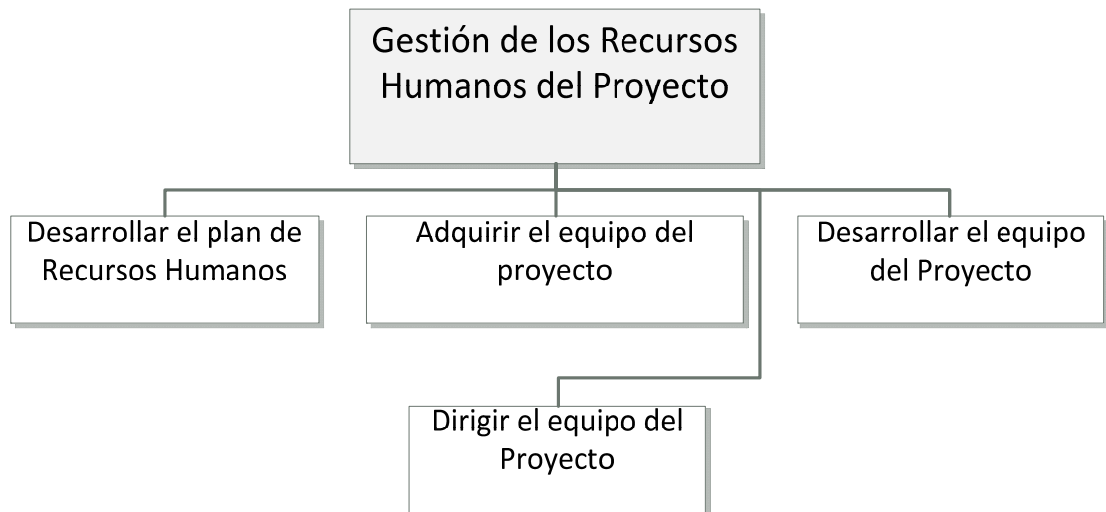 Gestión de los Recursos
Humanos del Proyecto
Desarrollar el plan de
Recursos Humanos
Adquirir el equipo del
proyecto
Desarrollar el equipo
del Proyecto
Dirigir el equipo del
Proyecto